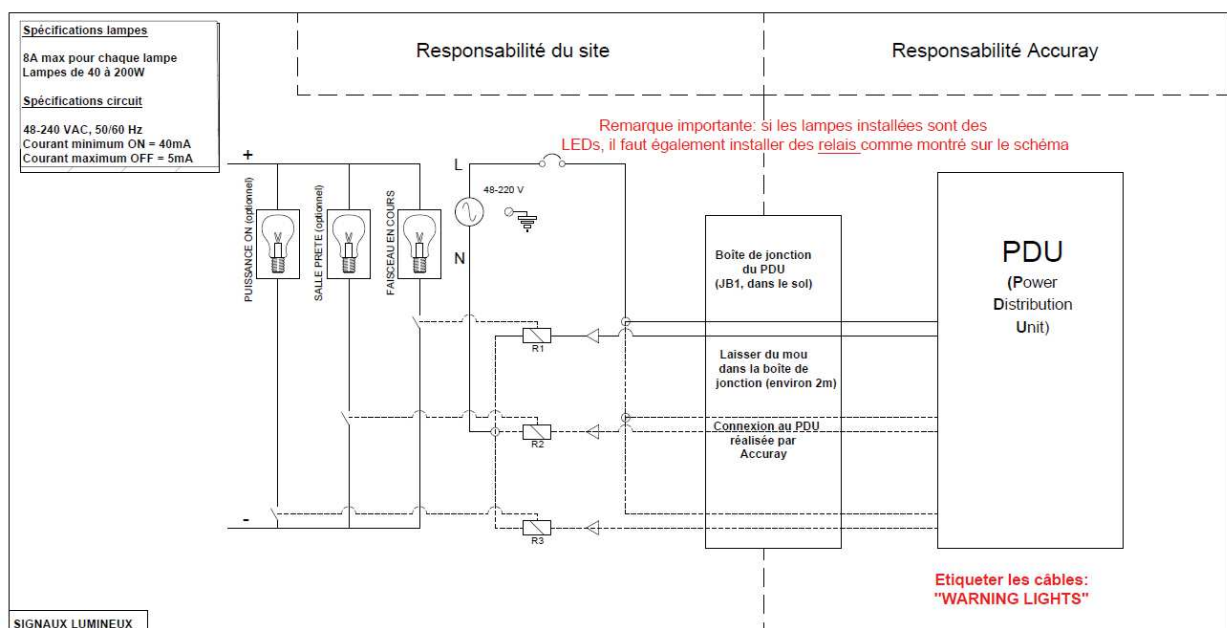 Spécifications lampes
8A max pour chaque lampe
Lampes de 40 à 200W
Spécifications circuit
48-240 VAC, 50/60 Hz
Courant minimum ON = 40mA
Courant maximum OFF = 5mA
Responsabilité du site
Responsabilité Accuray
Remarque importante: si les lampes installées sont des
LEDs, il faut également installer des relais comme montré sur le schéma
+
PUISSANCE ON (optionnel)
SALLE PRETE (optionnel)
FAISCEAU EN COURS
-
L
48-220 V
N
R1
R2
R3
Boîte de jonction
du PDU
(JB1, dans le sol)
Laisser du mou
dans la boîte de
jonction (environ 2m)
Connexion au PDU
réalisée par
Accuray
PDU
(Power
Distribution
Unit)
Etiqueter les câbles:
"WARNING LIGHTS"
SIGNAUX LUMINEUX